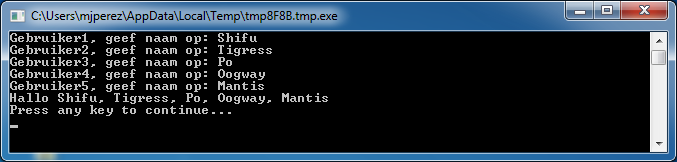 C:\Users\mjperez\AppData\Local\Temp\tmp8F8B.tmp.exe
Gebruiker1, geef naam op: Shifu
Gebruiker2, geef naam op: Tigress
Gebruiker3, geef naam op: Po
Gebruiker4, geef naam op: Oogway
Gebruiker5, geef naam op: Mantis
Hallo Shifu, Tigress, Po, Oogway, Mantis
Press any key to continue...